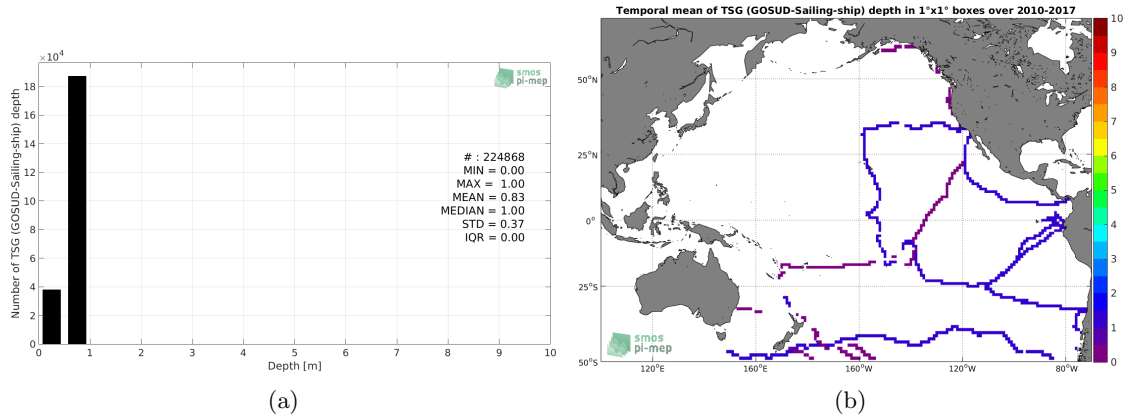 ×10⁴
18
16
14
12
10
8
6
4
2
0
Number of TSG (GOSUD-Sailing-ship) depth
0 1 2 3 4 5 6 7 8 9 10
Depth [m]
smos
pi-mep
# : 224868
MIN = 0.00
MAX = 1.00
MEAN = 0.83
MEDIAN = 1.00
STD = 0.37
IQR = 0.00
(a)
Temporal mean of TSG (GOSUD-Sailing-ship) depth in 1°x1° boxes over 2010-2017
50°N
25°N
0°
25°S
50°S
120°E 160°E 160°W 120°W 80°W
smos
pi-mep
10
9
8
7
6
5
4
3
2
1
0
(b)